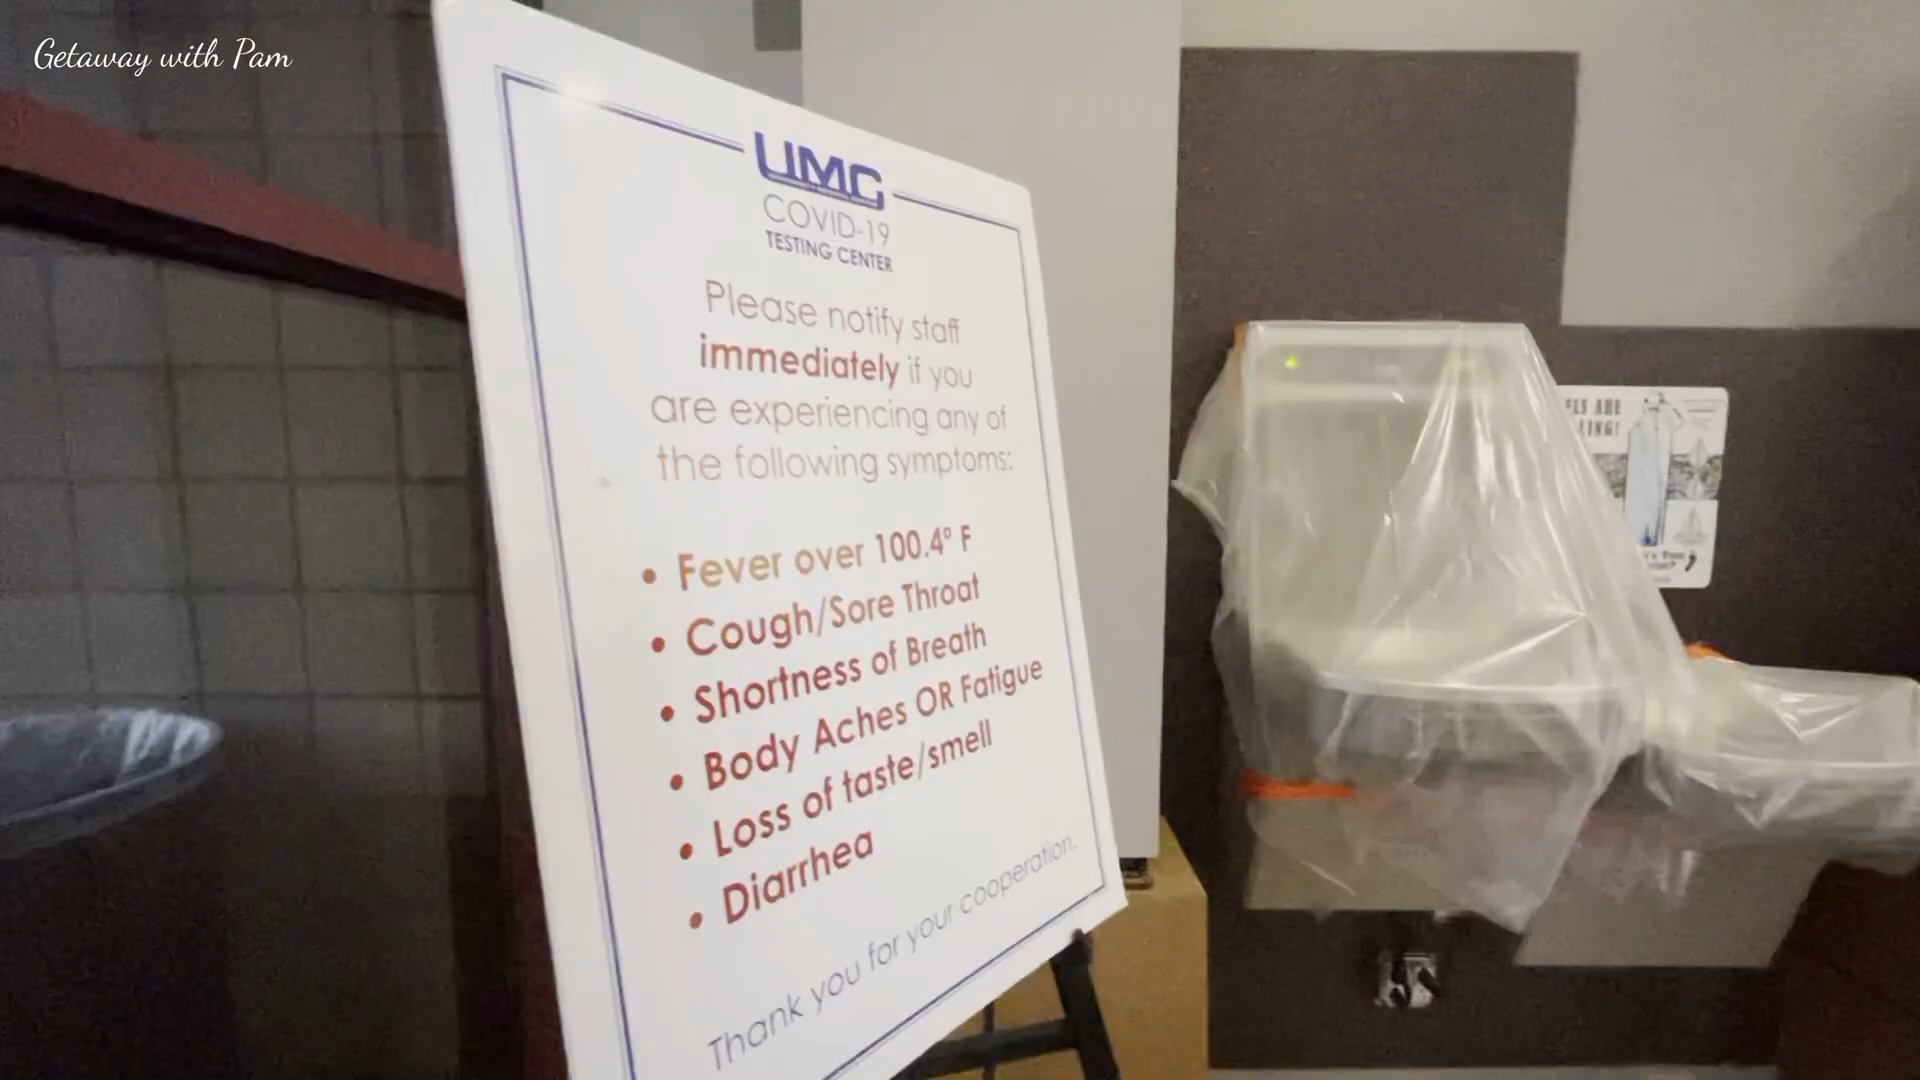 Getaway with Pam
UMC
COVID-19
TESTING CENTER
Please notify staff
immediately if you
are experiencing any of
the following symptoms:
• Fever over 100.4° F
• Cough/Sore Throat
• Shortness of Breath
• Body Aches OR Fatigue
• Loss of taste/smell
• Diarrhea
Thank you for your cooperation.
ARE